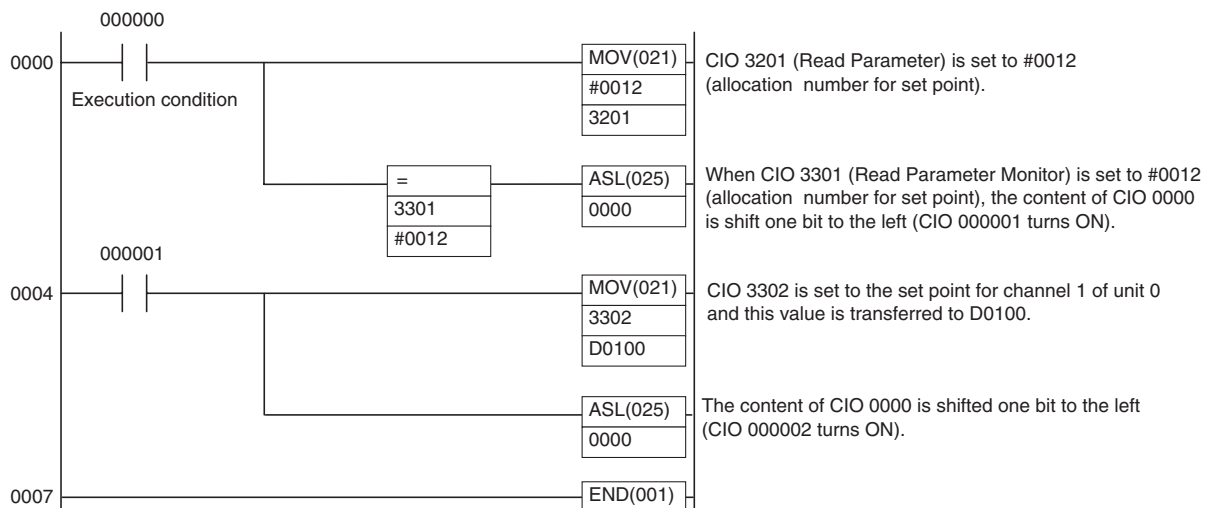 000000
0000
Execution condition
MOV(021)
#0012
3201
CIO 3201 (Read Parameter) is set to #0012
(allocation number for set point).
=
3301
#0012
ASL(025)
0000
When CIO 3301 (Read Parameter Monitor) is set to #0012
(allocation number for set point), the content of CIO 0000
is shift one bit to the left (CIO 000001 turns ON).
000001
0004
MOV(021)
3302
D0100
CIO 3302 is set to the set point for channel 1 of unit 0
and this value is transferred to D0100.
ASL(025)
0000
The content of CIO 0000 is shifted one bit to the left
(CIO 000002 turns ON).
0007
END(001)